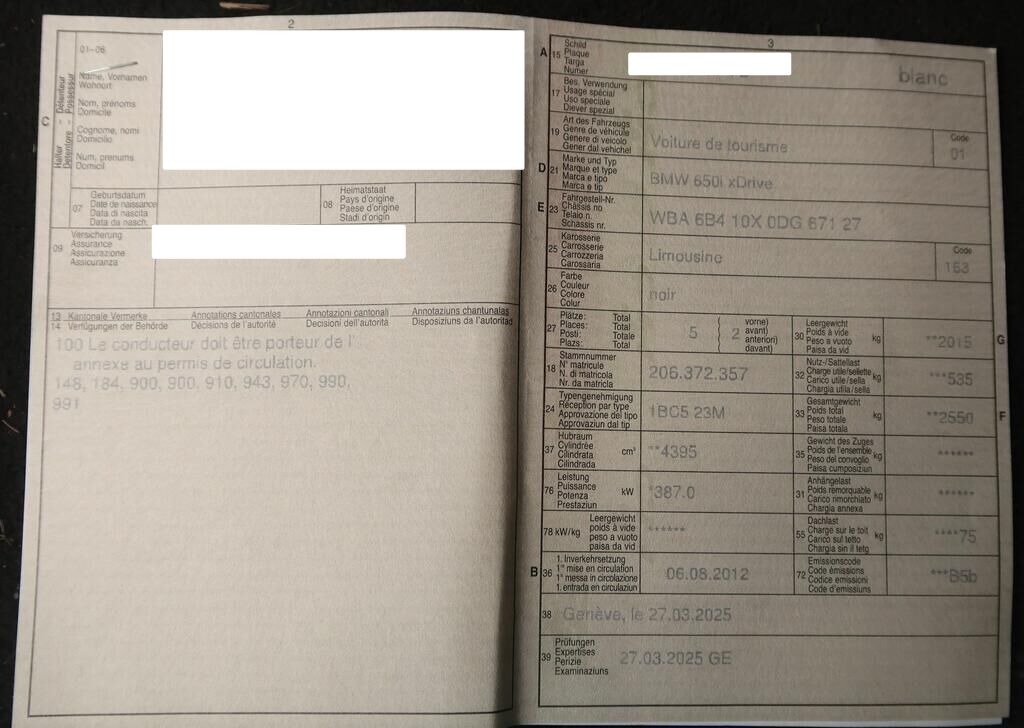 2
C
Halter - Détenteur
Detentore - Possessur
01-06
Name, Vornamen
Wohnort
Nom, prénoms
Domicile
Cognome, nomi
Domicilio
Num, prenums
Domicil
07
Geburtsdatum
Date de naissance
Data di nascita
Data da nasch.
08
Heimatstaat
Pays d'origine
Paese d'origine
Stadi d'origin
09
Versicherung
Assurance
Assicurazione
Assicuranza
13 Kantonale Vermerke Annotations cantonales Annotazioni cantonali Annotaziuns chantunalas
14 Verfügungen der Behörde Décisions de l'autorité Decisioni dell'autorità Disposiziuns da l'autoritad
100 Le conducteur doit être porteur de l'
annexe au permis de circulation.
148, 184, 900, 900, 910, 943, 970, 990,
991
3
A 15
Schild
Plaque
Targa
Numer
blanc
17
Bes. Verwendung
Usage spécial
Uso speciale
Diever spezial
19
Art des Fahrzeugs
Genre de véhicule
Genere di veicolo
Gener dal vehichel
Voiture de tourisme
Code
01
D 21
Marke und Typ
Marque et type
Marca e tipo
Marca e tip
BMW 650i xDrive
E 23
Fahrgestell-Nr.
Châssis no
Telaio n.
Schassis nr.
WBA 6B4 10X 0DG 671 27
25
Karosserie
Carrosserie
Carrozzeria
Carossaria
Limousine
Code
163
26
Farbe
Couleur
Colore
Colur
noir
27
Plätze: Total
Places: Total
Posti: Totale
Plazs: Total
5
2
vorne)
avant)
anteriori)
davant)
30
Leergewicht
Poids à vide
Peso a vuoto
Paisa da vid
kg
**2015
G
18
Stammnummer
N° matricule
N. di matricola
Nr. da matricla
206.372.357
32
Nutz-/Sattellast
Charge utile/sellette
Carico utile/sella
Chargia utila/sella
kg
***535
24
Typengenehmigung
Réception par type
Approvazione del tipo
Approvaziun dal tip
1BC5 23M
33
Gesamtgewicht
Poids total
Peso totale
Paisa totala
kg
**2550
F
37
Hubraum
Cylindrée
Cilindrata
Cilindrada
cm³
**4395
35
Gewicht des Zuges
Poids de l'ensemble
Peso del convoglio
Paisa cumposiziun
kg
******
76
Leistung
Puissance
Potenza
Prestaziun
kW
*387.0
31
Anhängelast
Poids remorquable
Carico rimorchiato
Chargia annexa
kg
******
78 kW/kg
Leergewicht
poids à vide
peso a vuoto
paisa da vid
******
55
Dachlast
Charge sur le toit
Carico sul tetto
Chargia sin il tetg
kg
****75
B 36
1. Inverkehrsetzung
1re mise en circulation
1a messa in circolazione
1. entrada en circulaziun
06.08.2012
72
Emissionscode
Code émissions
Codice emissioni
Code d'emissiuns
***B5b
38
Genève, le 27.03.2025
39
Prüfungen
Expertises
Perizie
Examinaziuns
27.03.2025 GE